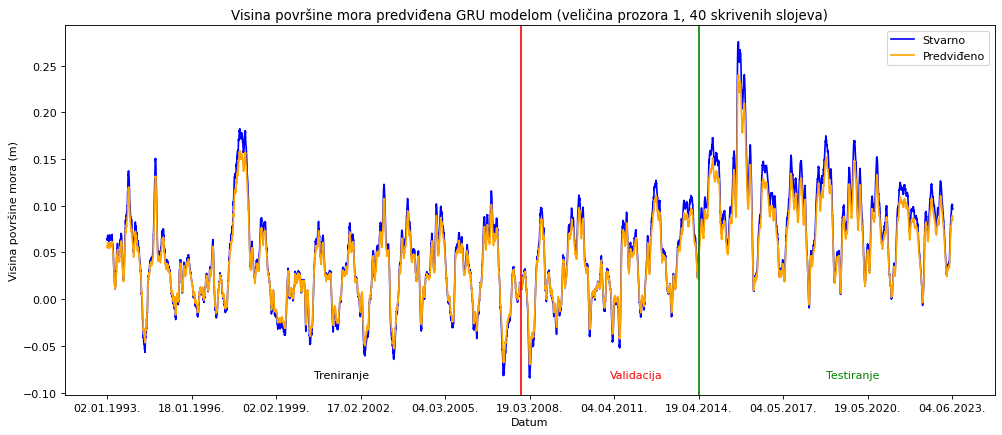 Visina površine mora predviđena GRU modelom (veličina prozora 1, 40 skrivenih slojeva)
Stvarno
Predviđeno
Visina površine mora (m)
0.25
0.20
0.15
0.10
0.05
0.00
−0.05
−0.10
Treniranje
Validacija
Testiranje
02.01.1993.
18.01.1996.
02.02.1999.
17.02.2002.
04.03.2005.
19.03.2008.
04.04.2011.
19.04.2014.
04.05.2017.
19.05.2020.
04.06.2023.
Datum